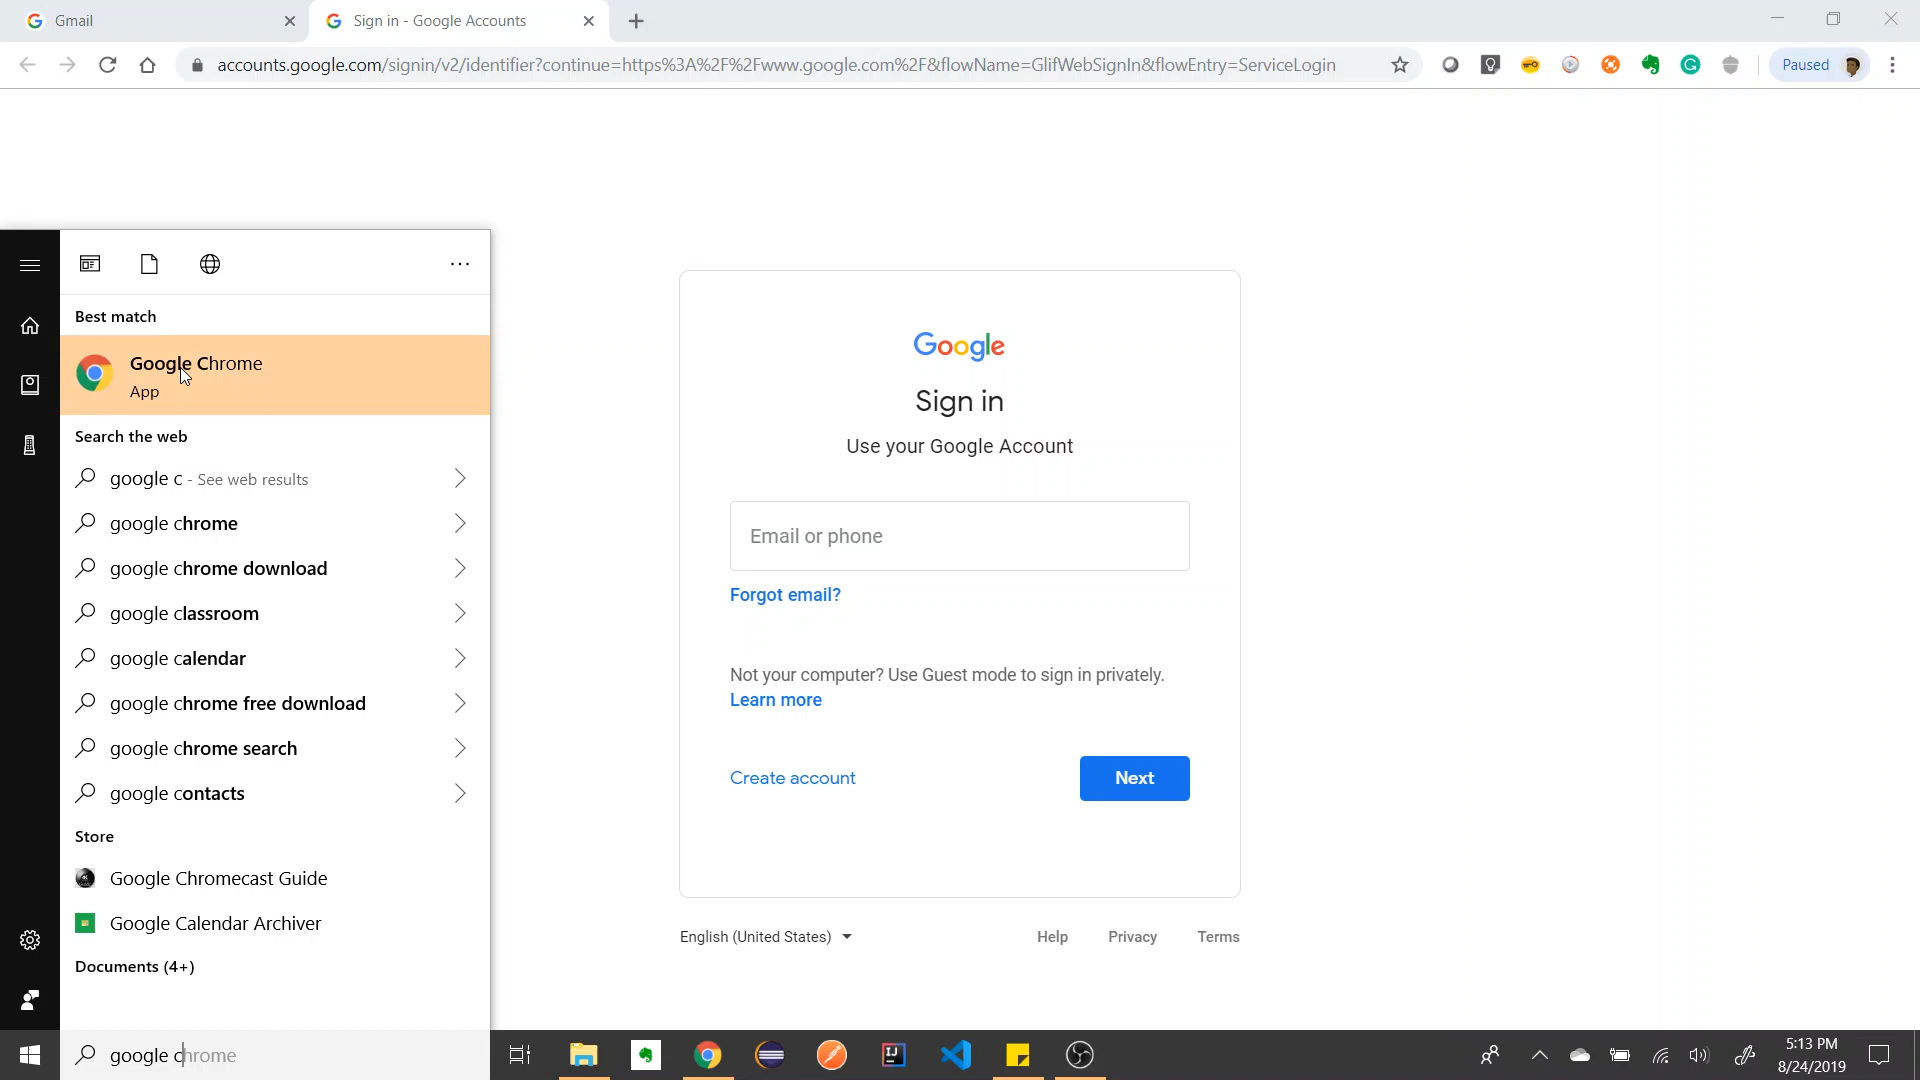 Gmail
Sign in - Google Accounts
accounts.google.com/signin/v2/identifier?continue=https%3A%2F%2Fwww.google.com%2F&flowName=GlifWebSignIn&flowEntry=ServiceLogin
Paused
Best match
Google Chrome
App
Search the web
google c - See web results
google chrome
google chrome download
google classroom
google calendar
google chrome free download
google chrome search
google contacts
Store
Google Chromecast Guide
Google Calendar Archiver
Documents (4+)
google chrome
Google
Sign in
Use your Google Account
Email or phone
Forgot email?
Not your computer? Use Guest mode to sign in privately.
Learn more
Create account
Next
English (United States)
Help
Privacy
Terms
IJ
5:13 PM
8/24/2019